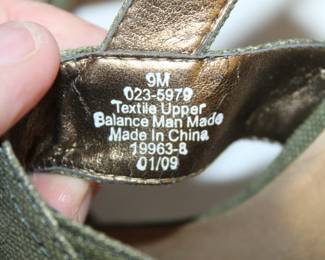 9M
023-5979
Textile Upper
Balance Man Made
Made In China
19963-8
01/09